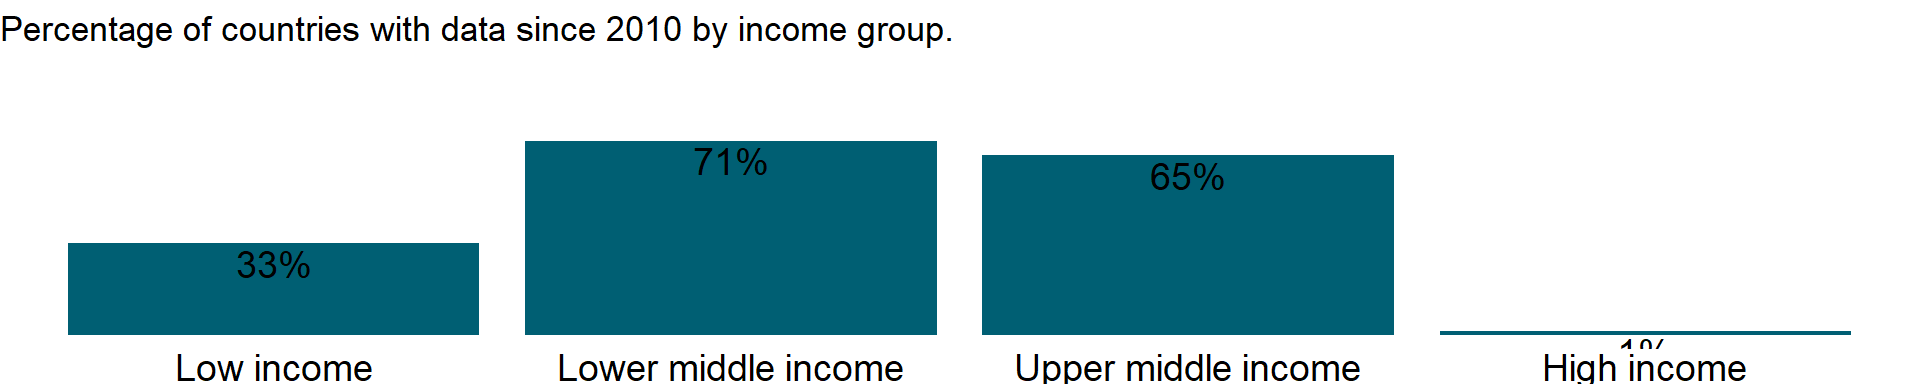 Percentage of countries with data since 2010 by income group.
71%
65%
33%
1%
Low income
Lower middle income
Upper middle income
High income